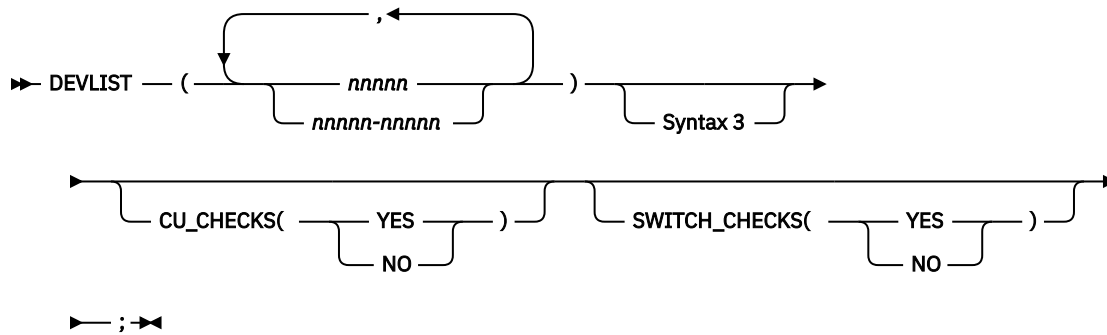 ,
DEVLIST ( nnnnn )
nnnnn-nnnnn Syntax 3
CU_CHECKS( YES ) SWITCH_CHECKS( YES )
NO NO
;